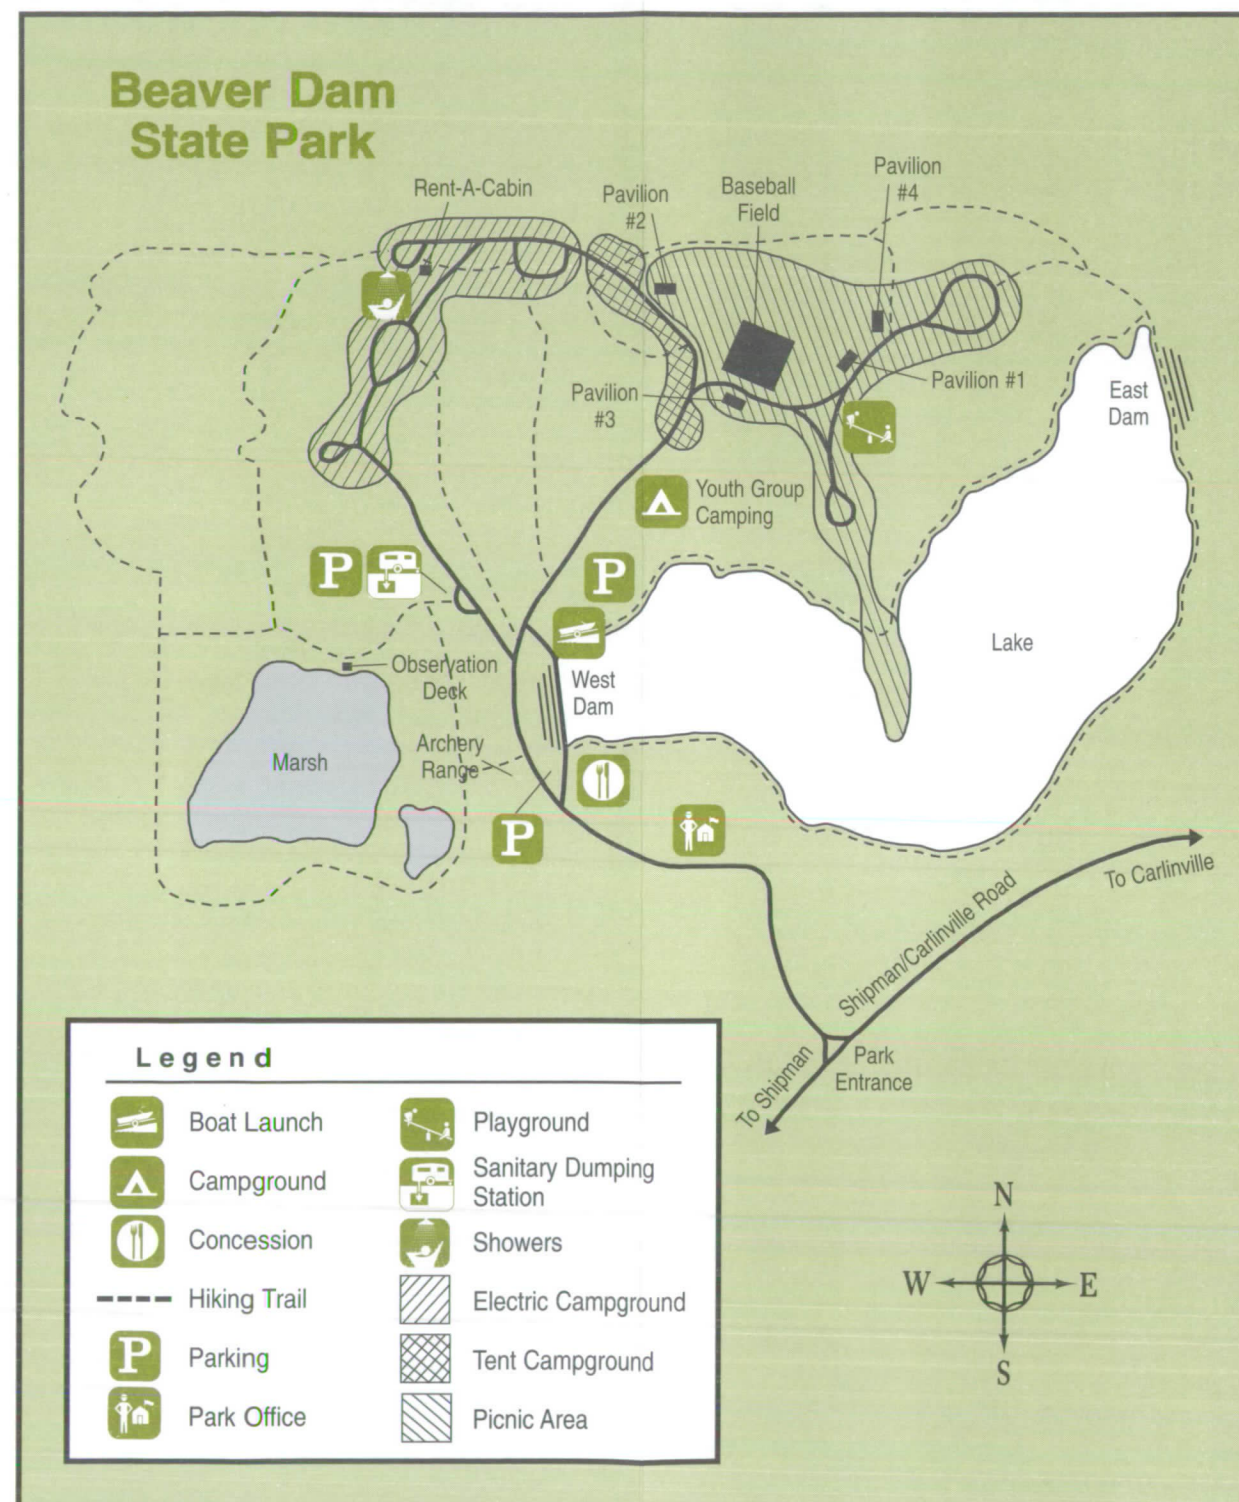 Beaver Dam
State Park
Rent-A-Cabin
Pavilion
#2
Baseball
Field
Pavilion
#4
Pavilion
#3
Pavilion #1
East
Dam
Youth Group
Camping
P
P
Lake
Observation
Deck
West
Dam
Marsh
Archery
Range
P
To Carlinville
Shipman/Carlinville Road
Park
Entrance
To Shipman
Legend
Boat Launch
Campground
Concession
Hiking Trail
P
Parking
Park Office
Playground
Sanitary Dumping
Station
Showers
Electric Campground
Tent Campground
Picnic Area
N
W
E
S